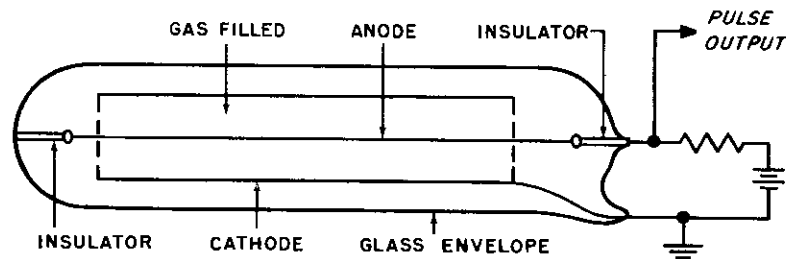 GAS FILLED
ANODE
INSULATOR
PULSE
OUTPUT
INSULATOR
CATHODE
GLASS ENVELOPE